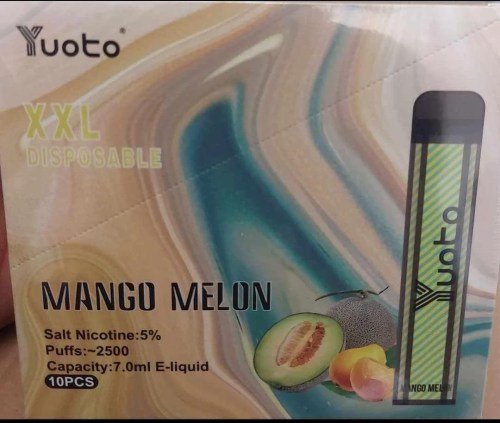 Yuoto®
XXL
DISPOSABLE
Yuoto
MANGO MELON
Salt Nicotine:5%
Puffs:~2500
Capacity:7.0ml E-liquid
10PCS
MANGO MELON